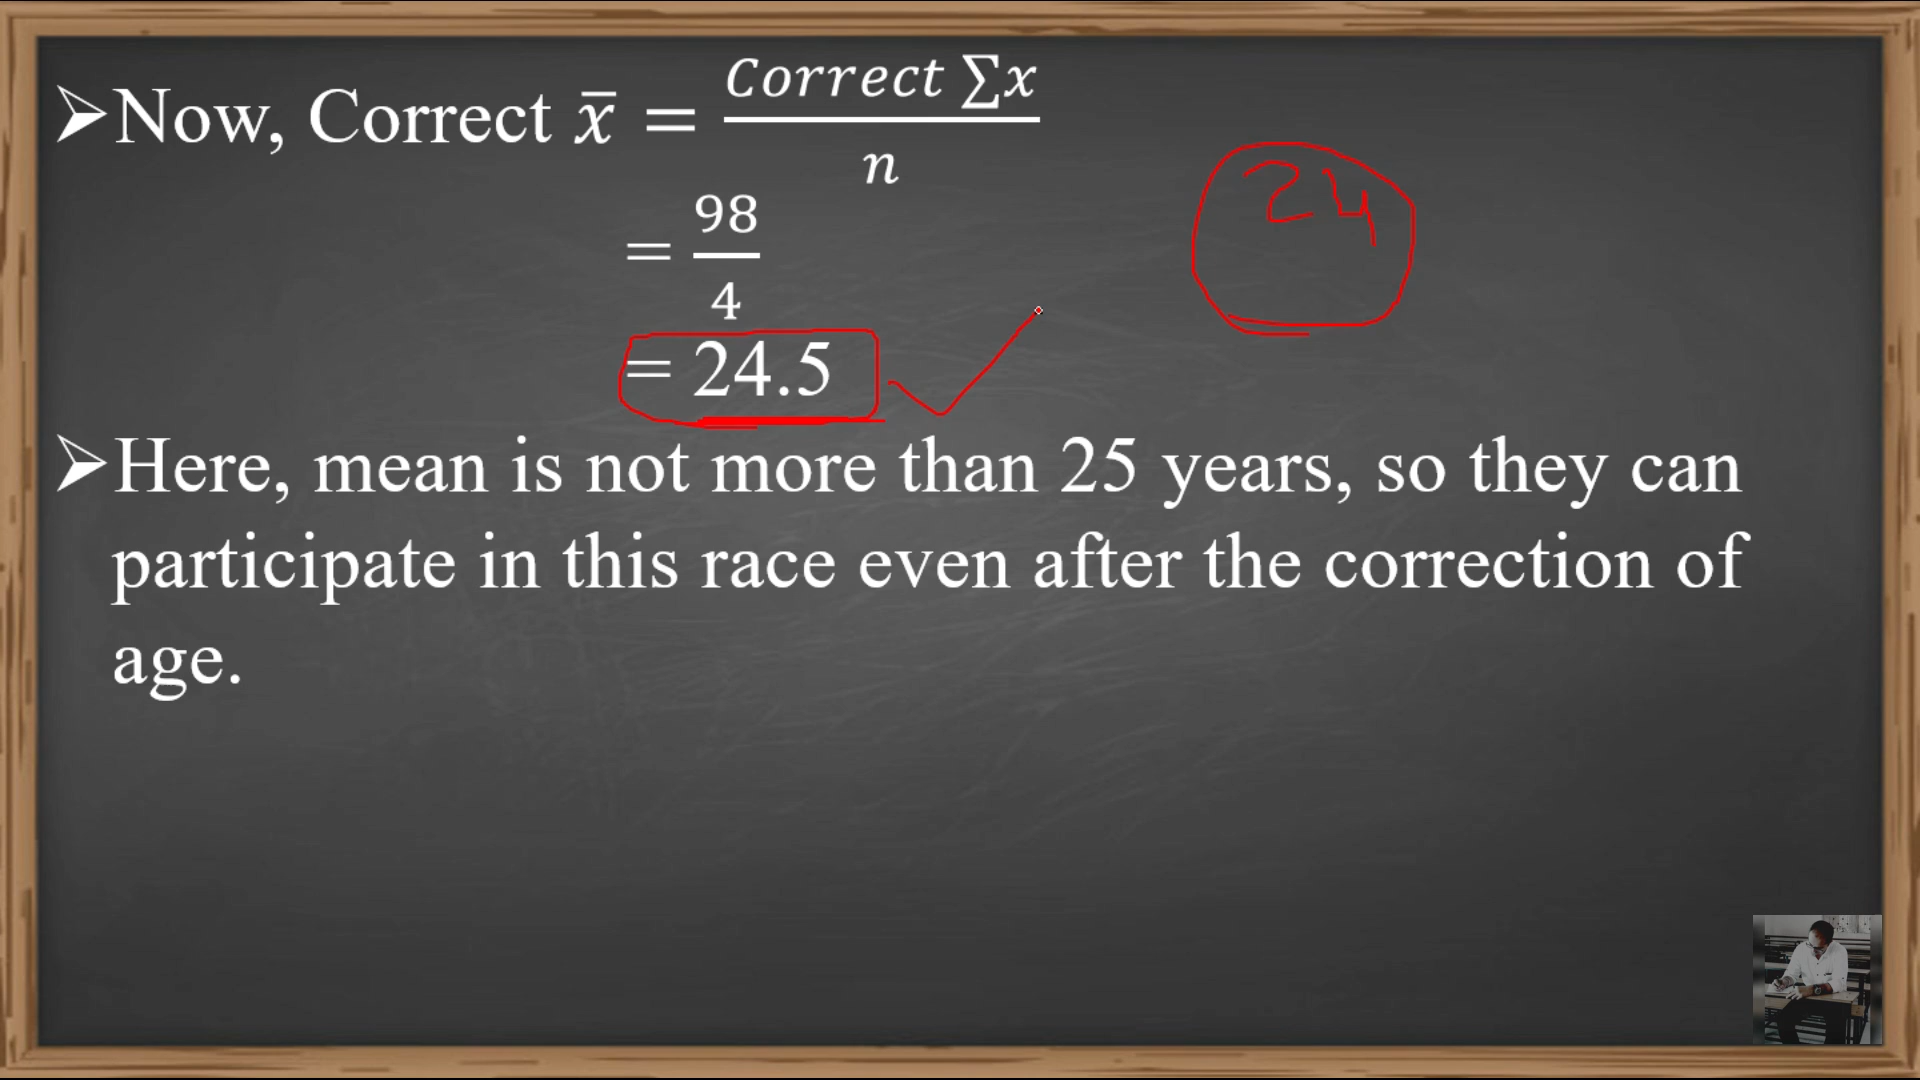 ➢Now, Correct x̄ = Correct ∑x / n
= 98 / 4
= 24.5
24
➢Here, mean is not more than 25 years, so they can
participate in this race even after the correction of
age.